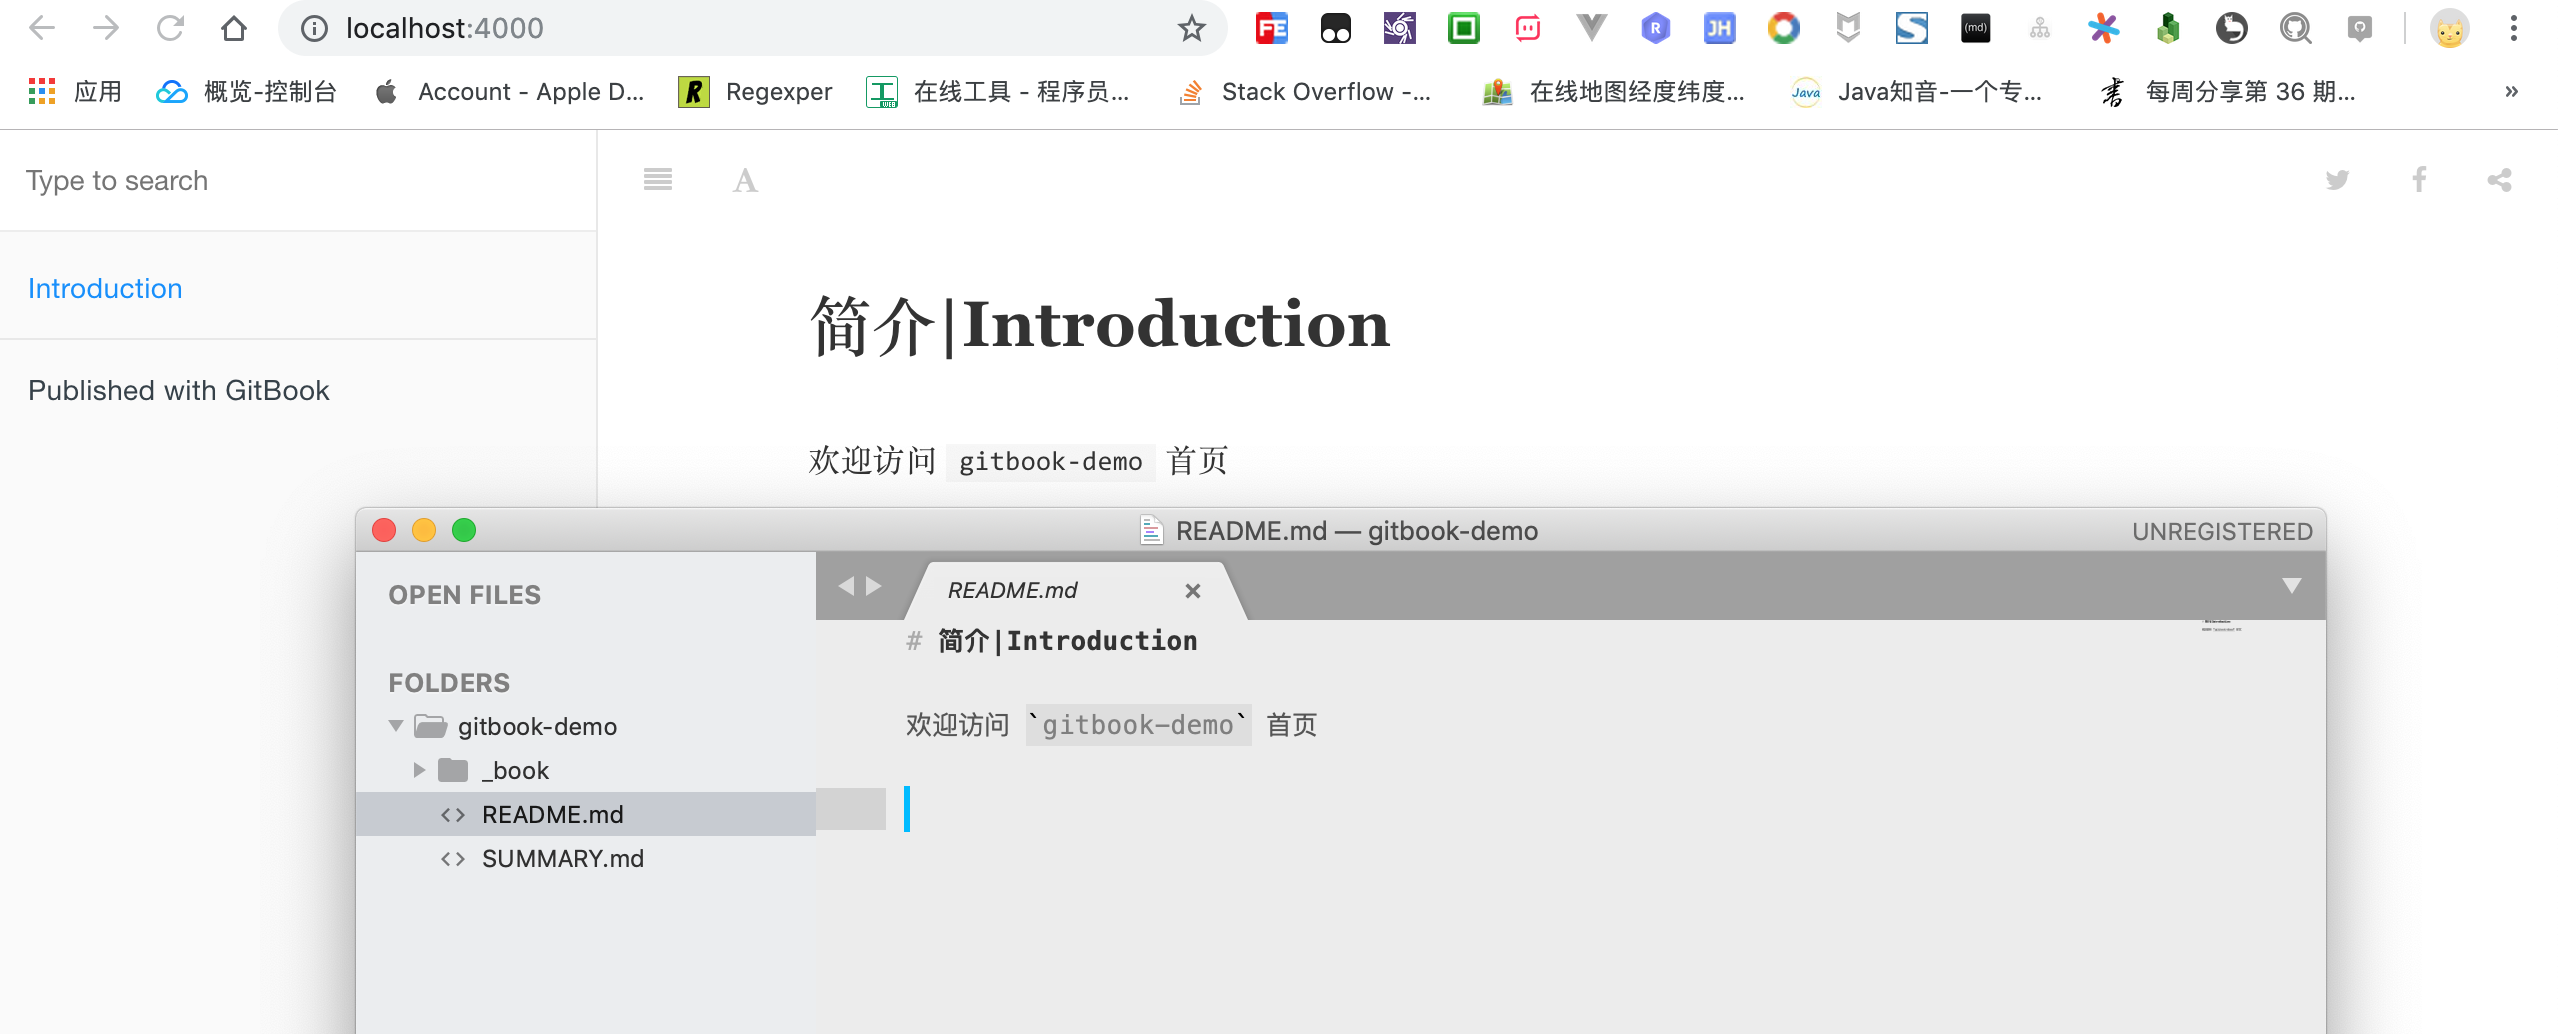 localhost:4000
应用 概览-控制台 Account - Apple D... Regexper 在线工具 - 程序员... Stack Overflow -... 在线地图经度纬度... Java知音-一个专... 每周分享第 36 期... »
Type to search
A
Introduction
Published with GitBook
简介|Introduction
欢迎访问 gitbook-demo 首页
README.md — gitbook-demo
UNREGISTERED
OPEN FILES
FOLDERS
gitbook-demo
_book
README.md
SUMMARY.md
README.md
# 简介|Introduction
欢迎访问 `gitbook-demo` 首页